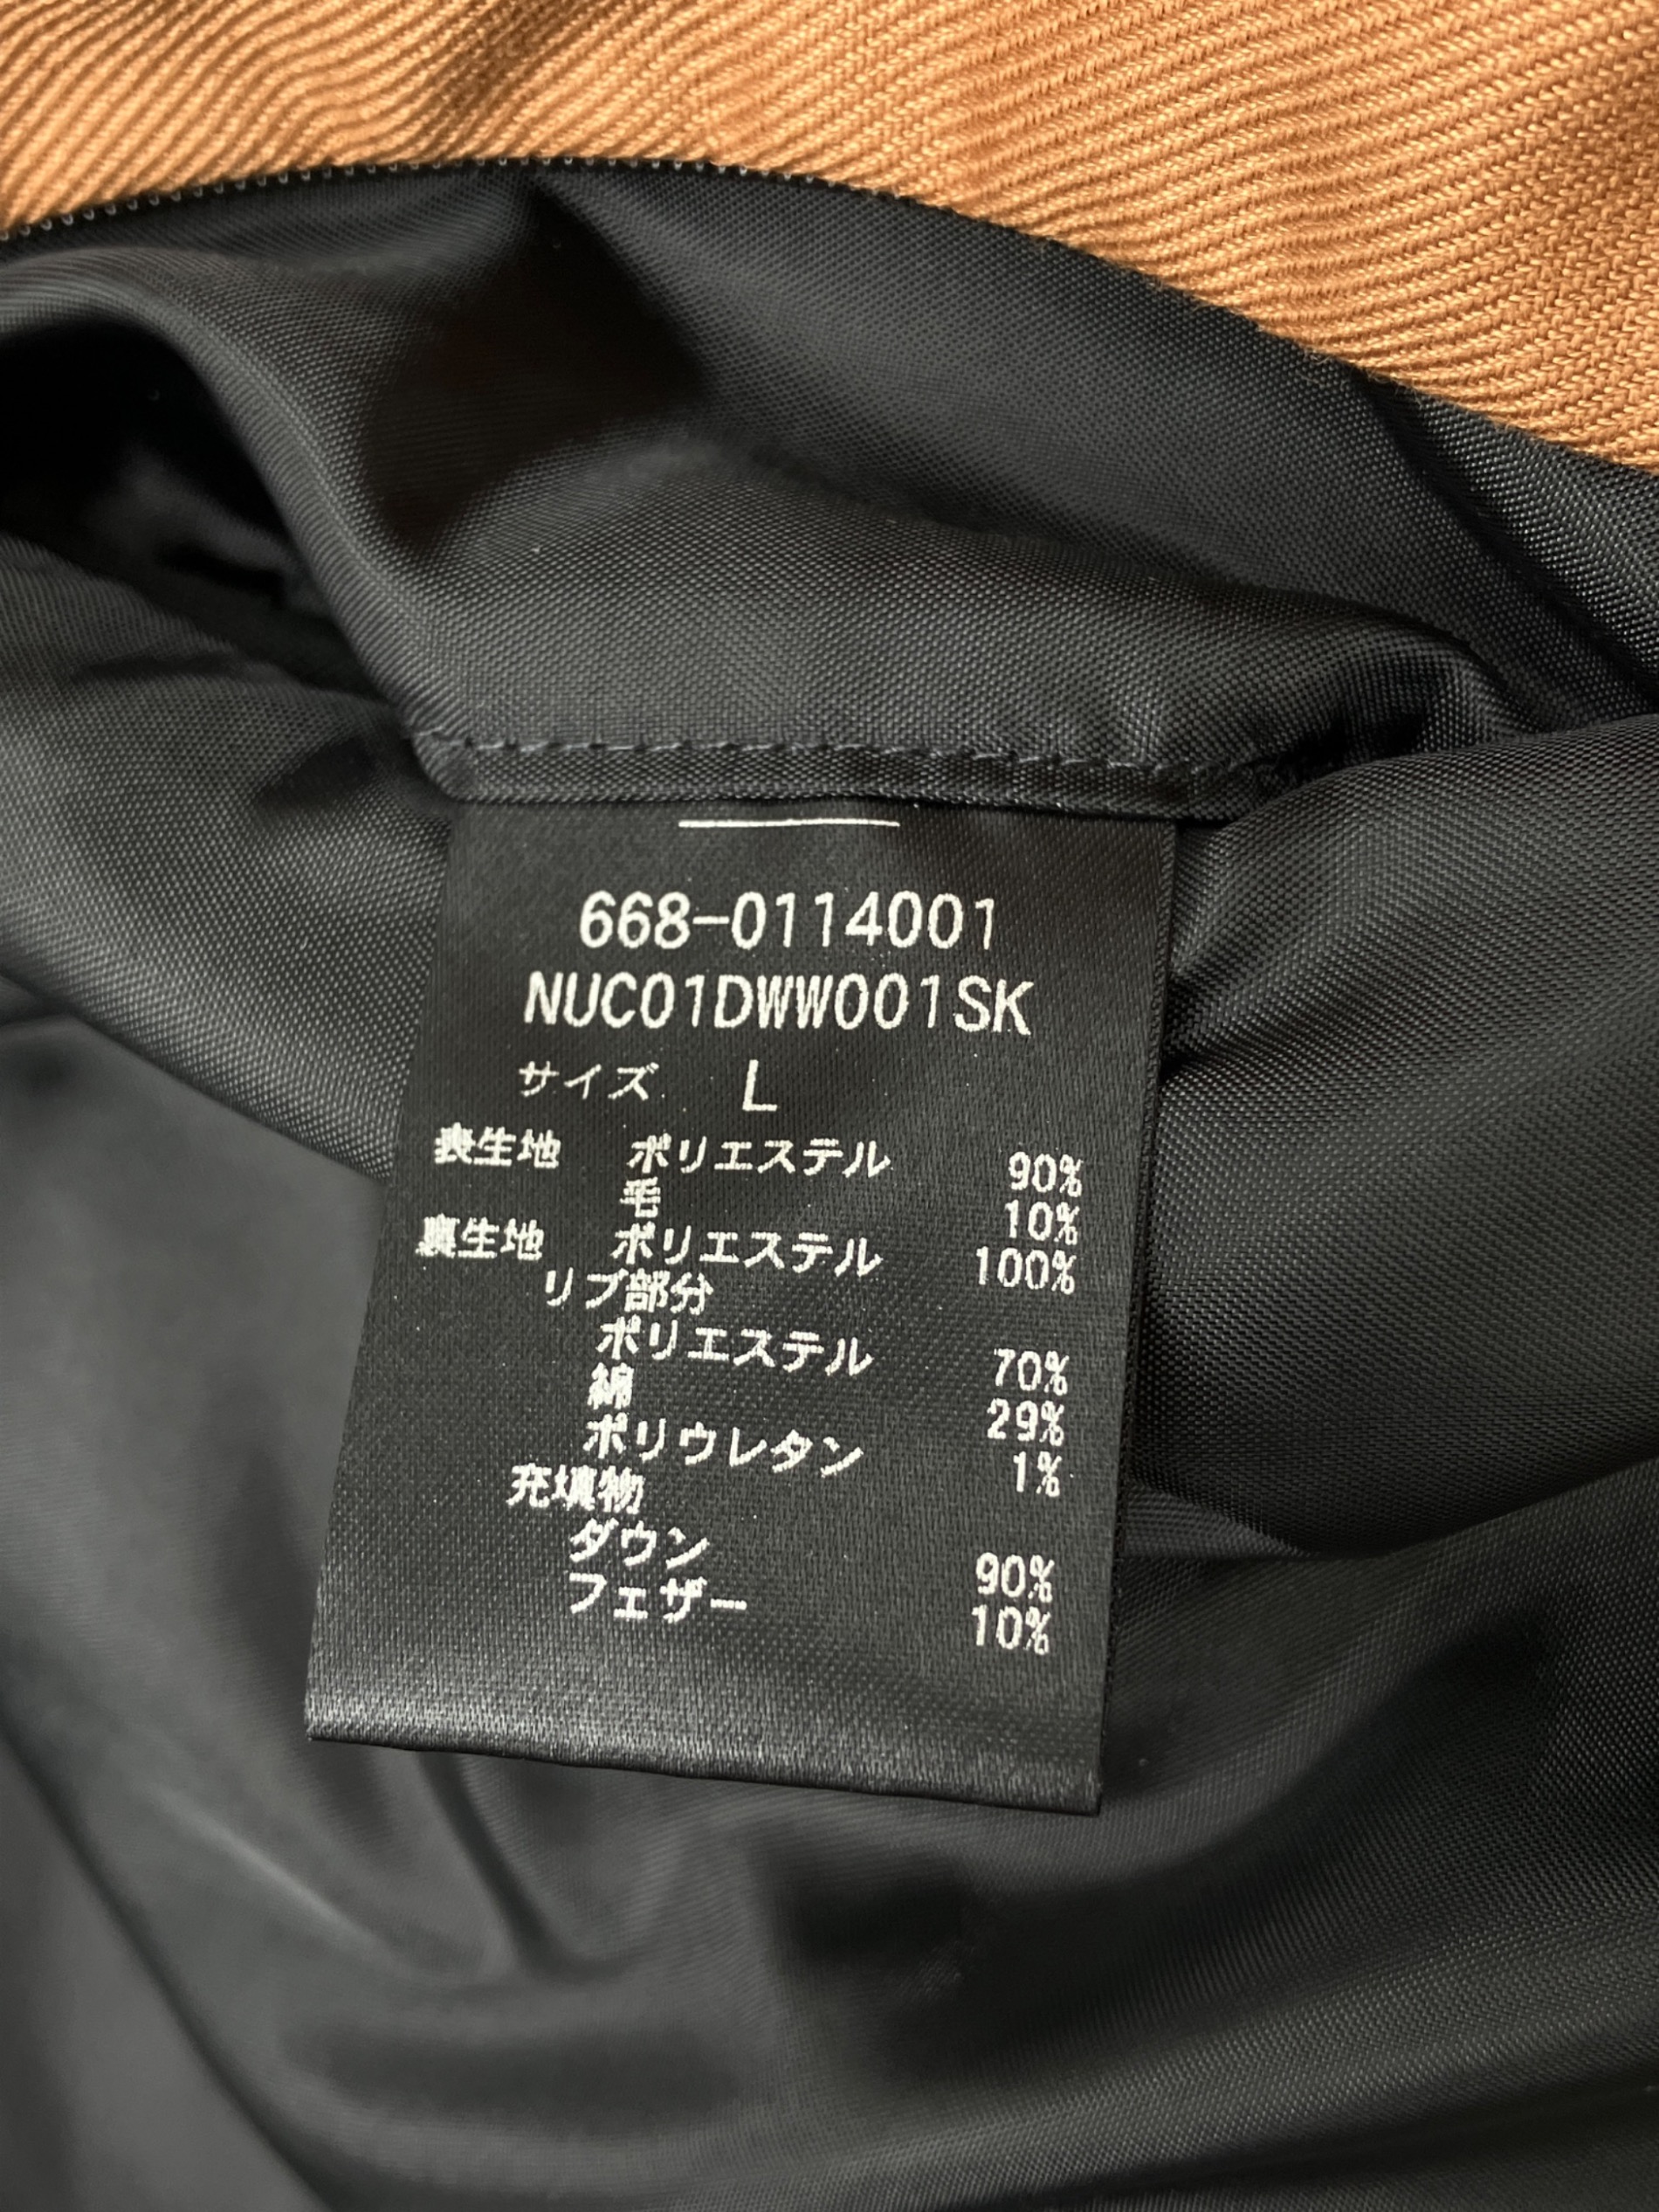 668-0114001
NUC01DWW001SK
サイズ L
表生地 ポリエステル 90%
毛 10%
裏生地 ポリエステル 100%
リブ部分
ポリエステル 70%
綿 29%
ポリウレタン 1%
充填物
ダウン 90%
フェザー 10%